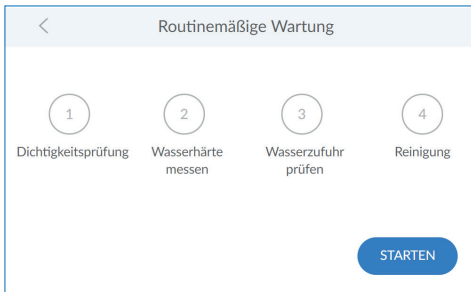 Routinemäßige Wartung
1
2
3
4
Dichtigkeitsprüfung
Wasserhärte
messen
Wasserzufuhr
prüfen
Reinigung
STARTEN